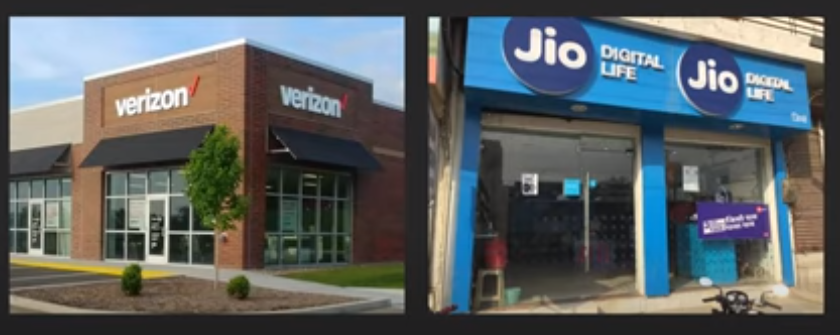 verizon
verizon
Jio
DIGITAL
LIFE
Jio
DIGITAL
LIFE